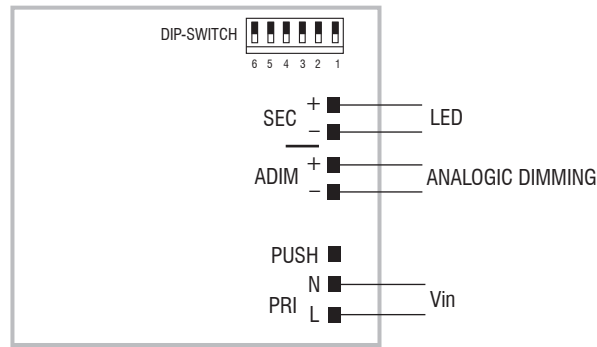 DIP-SWITCH
6 5 4 3 2 1
+
SEC
LED
−
+
ADIM
ANALOGIC DIMMING
−
PUSH
N
PRI
Vin
L